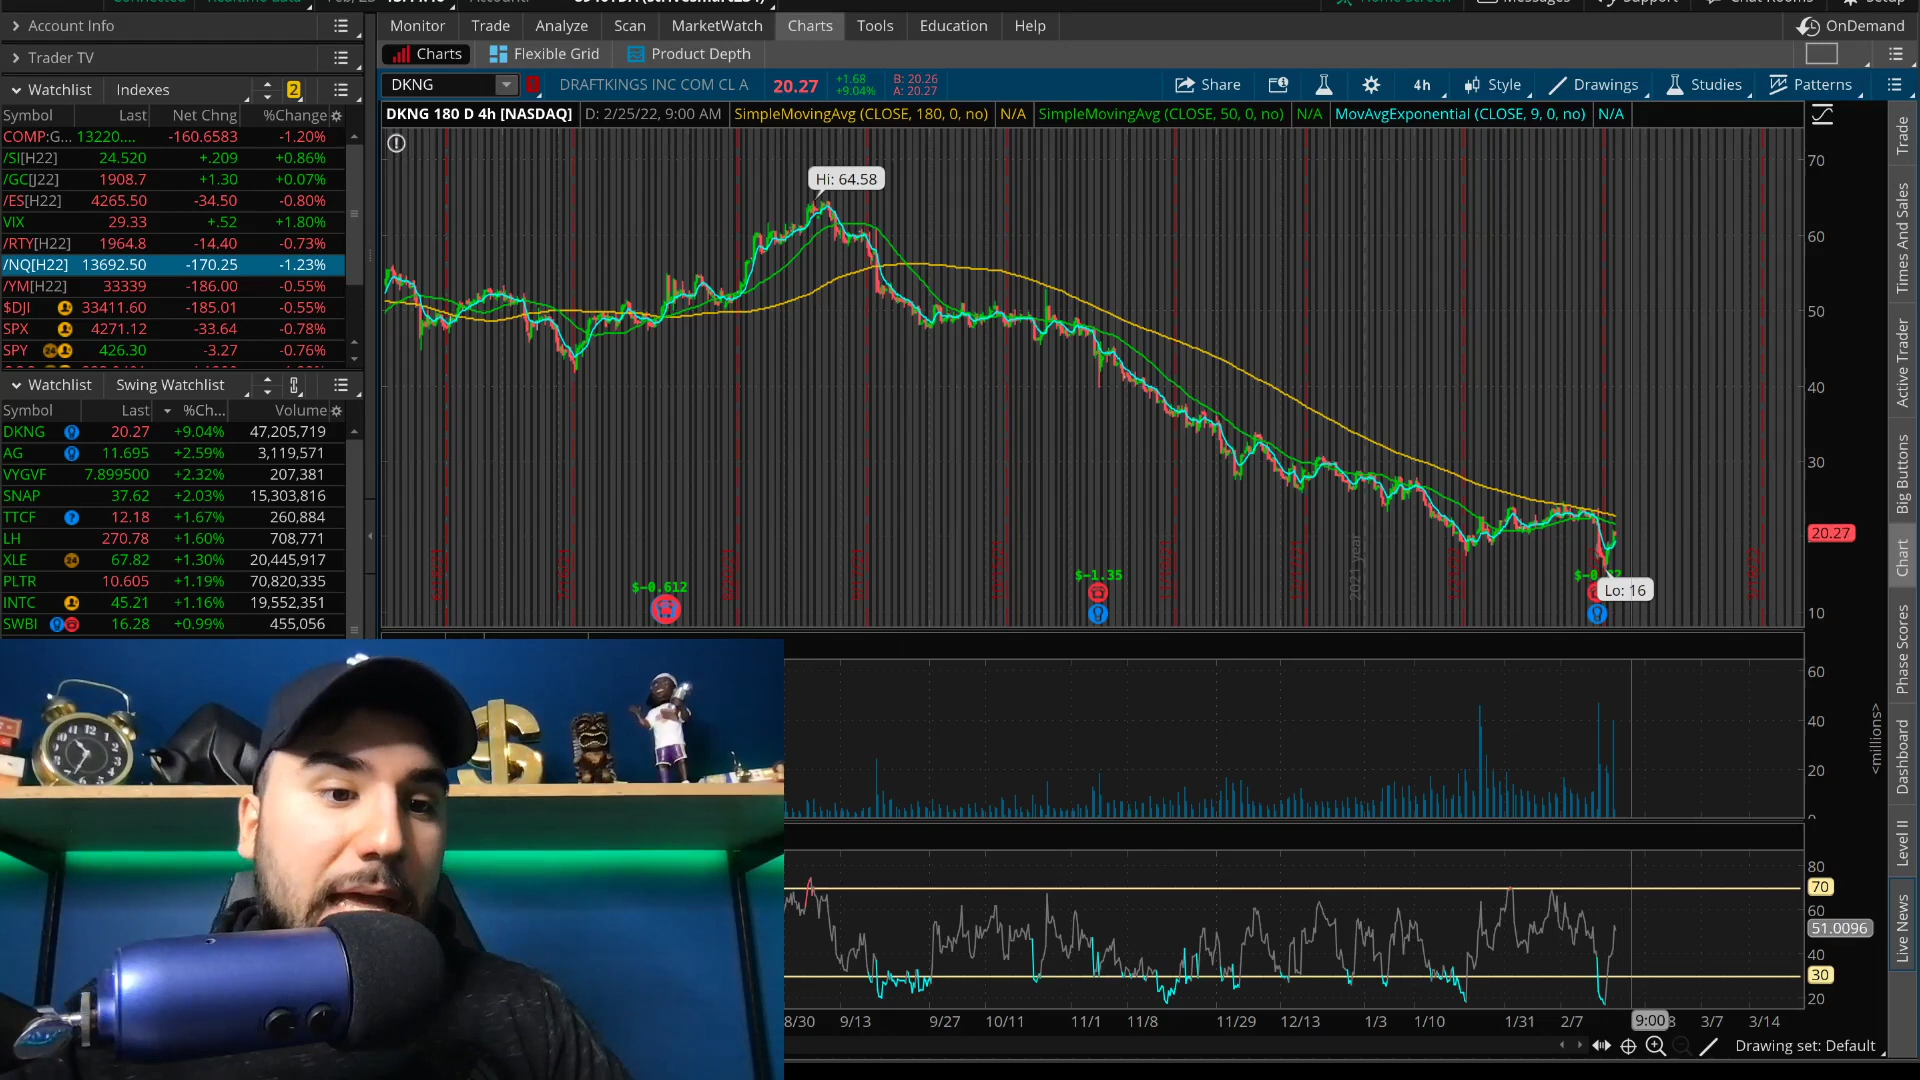 Account Info
Trader TV
Watchlist Indexes 2
Symbol Last Net Chng %Change
COMP:G... 13220.... -160.6583 -1.20%
/SI[H22] 24.520 +.209 +0.86%
/GC[J22] 1908.7 +1.30 +0.07%
/ES[H22] 4265.50 -34.50 -0.80%
VIX 29.33 +.52 +1.80%
/RTY[H22] 1964.8 -14.40 -0.73%
/NQ[H22] 13692.50 -170.25 -1.23%
/YM[H22] 33339 -186.00 -0.55%
$DJI 33411.60 -185.01 -0.55%
SPX 4271.12 -33.64 -0.78%
SPY 24 426.30 -3.27 -0.76%
Watchlist Swing Watchlist
Symbol Last %Ch... Volume
DKNG 20.27 +9.04% 47,205,719
AG 11.695 +2.59% 3,119,571
VYGVF 7.899500 +2.32% 207,381
SNAP 37.62 +2.03% 15,303,816
TTCF ? 12.18 +1.67% 260,884
LH 270.78 +1.60% 708,771
XLE 24 67.82 +1.30% 20,445,917
PLTR 10.605 +1.19% 70,820,335
INTC 45.21 +1.16% 19,552,351
SWBI 16.28 +0.99% 455,056
Monitor Trade Analyze Scan MarketWatch Charts Tools Education Help
OnDemand
Charts Flexible Grid Product Depth
DKNG DRAFTKINGS INC COM CL A 20.27 +1.68 B: 20.26
+9.04% A: 20.27
Share 4h Style Drawings Studies Patterns
DKNG 180 D 4h [NASDAQ] D: 2/25/22, 9:00 AM SimpleMovingAvg (CLOSE, 180, 0, no) N/A SimpleMovingAvg (CLOSE, 50, 0, no) N/A MovAvgExponential (CLOSE, 9, 0, no) N/A
Hi: 64.58
70
60
50
40
30
20.27
10
$-0.612
$-1.35
Lo: 16
2021 year
60
40
20
<millions>
80
70
60
51.0096
40
30
20
8/30 9/13 9/27 10/11 11/1 11/8 11/29 12/13 1/3 1/10 1/31 2/7 9:00 3/7 3/14
Drawing set: Default
Trade
Times And Sales
Active Trader
Big Buttons
Chart
Phase Scores
Dashboard
Level II
Live News